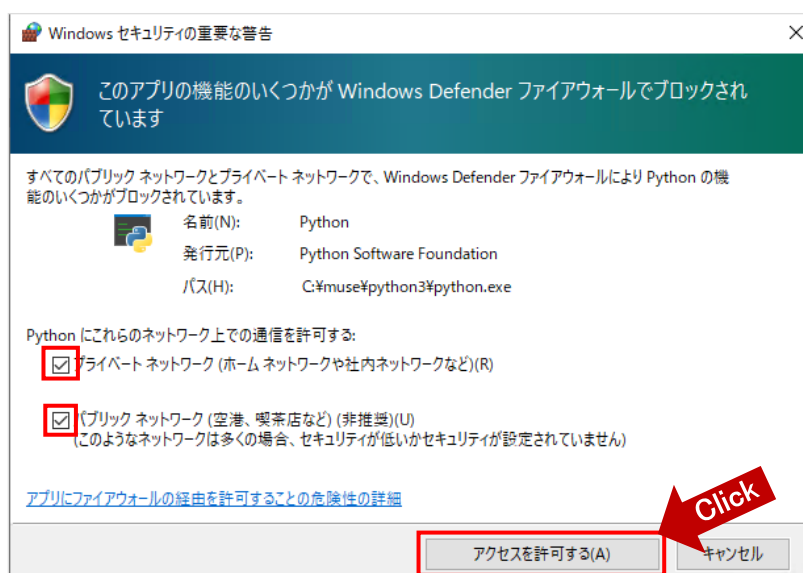 Windows セキュリティの重要な警告
このアプリの機能のいくつかが Windows Defender ファイアウォールでブロックされ
ています
すべてのパブリック ネットワークとプライベート ネットワークで、Windows Defender ファイアウォールにより Python の機
能のいくつかがブロックされています。
名前(N): Python
発行元(P): Python Software Foundation
パス(H): C:¥muse¥python3¥python.exe
Python にこれらのネットワーク上での通信を許可する:
プライベート ネットワーク (ホーム ネットワークや社内ネットワークなど)(R)
パブリック ネットワーク (空港、喫茶店など) (非推奨)(U)
(このようなネットワークは多くの場合、セキュリティが低いかセキュリティが設定されていません)
アプリにファイアウォールの経由を許可することの危険性の詳細
Click
アクセスを許可する(A)
キャンセル